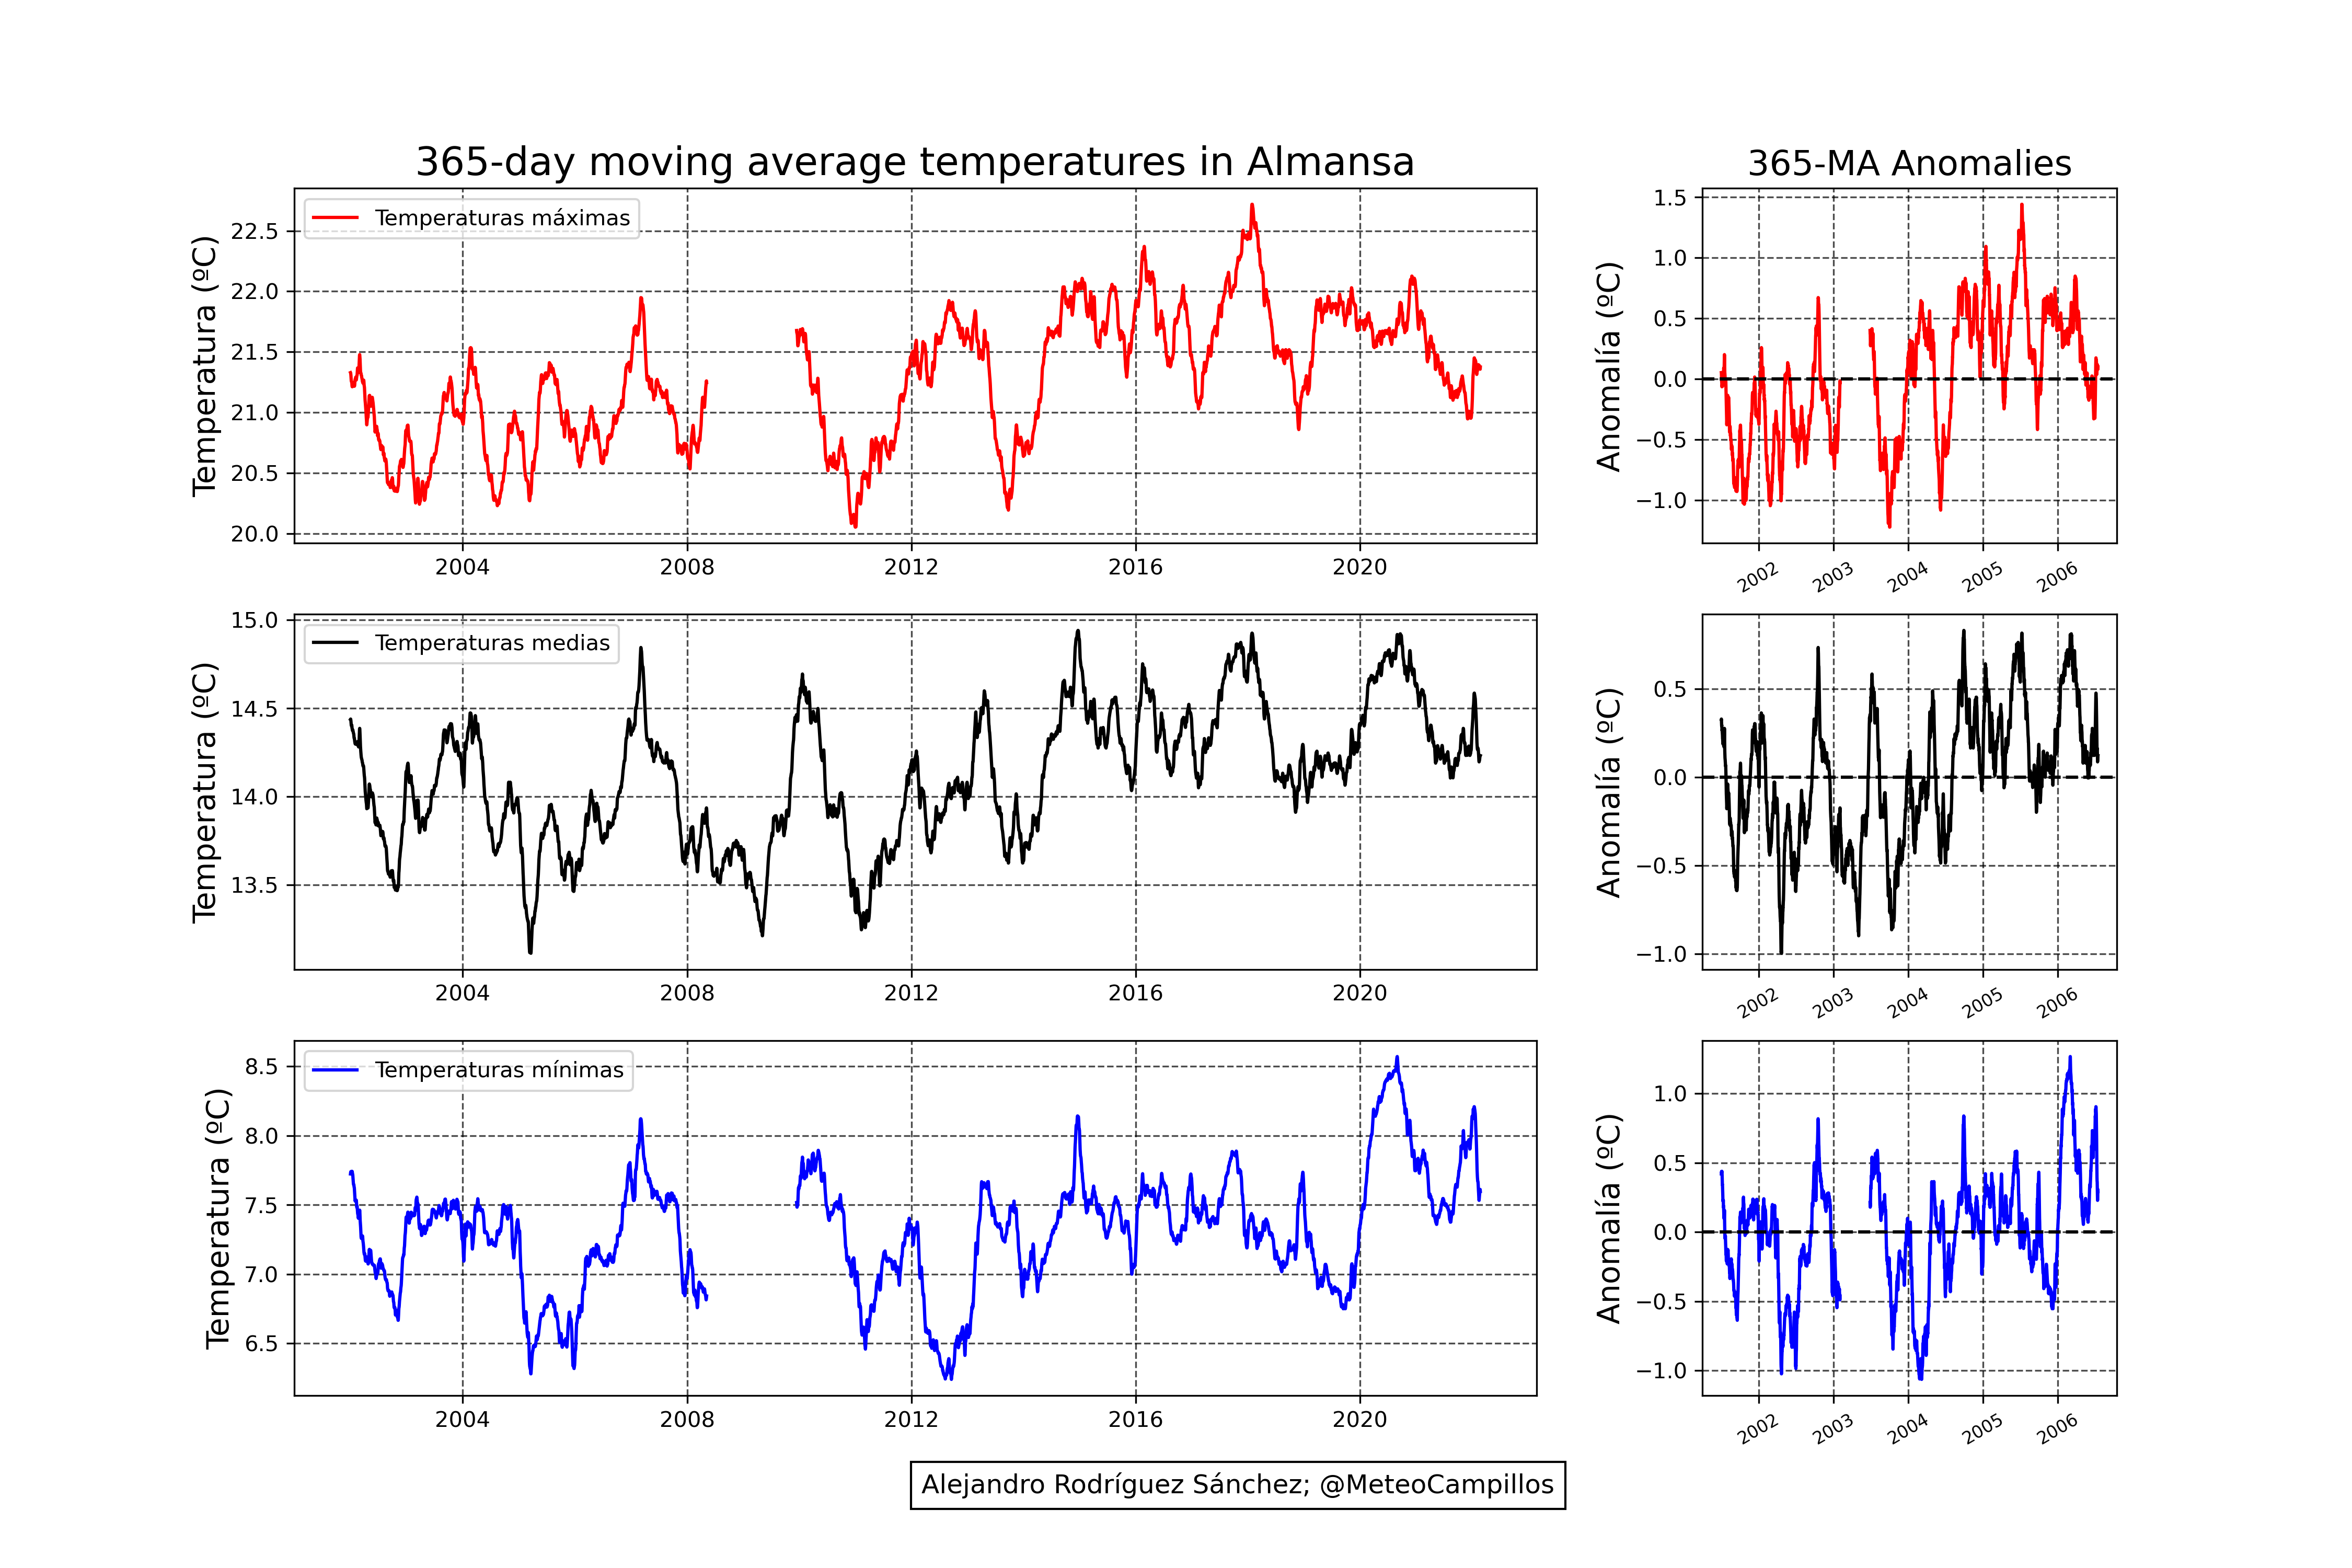 365-day moving average temperatures in Almansa
Temperatura (ºC)
22.5
22.0
21.5
21.0
20.5
20.0
Temperaturas máximas
2004 2008 2012 2016 2020
365-MA Anomalies
Anomalía (ºC)
1.5
1.0
0.5
0.0
−0.5
−1.0
2002 2003 2004 2005 2006
Temperatura (ºC)
15.0
14.5
14.0
13.5
Temperaturas medias
2004 2008 2012 2016 2020
Anomalía (ºC)
0.5
0.0
−0.5
−1.0
2002 2003 2004 2005 2006
Temperatura (ºC)
8.5
8.0
7.5
7.0
6.5
Temperaturas mínimas
2004 2008 2012 2016 2020
Anomalía (ºC)
1.0
0.5
0.0
−0.5
−1.0
2002 2003 2004 2005 2006
Alejandro Rodríguez Sánchez; @MeteoCampillos